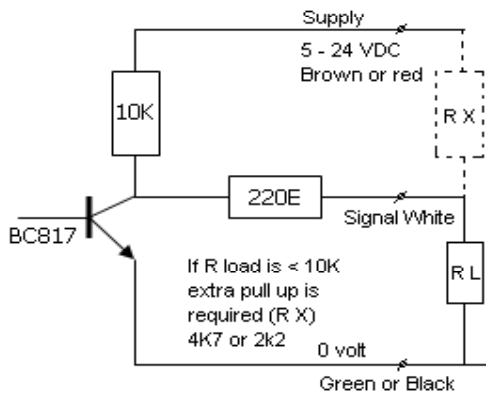 Supply
5 - 24 VDC
Brown or red
10K
R X
220E
Signal White
BC817
If R load is < 10K
extra pull up is
required (R X)
4K7 or 2k2
R L
0 volt
Green or Black